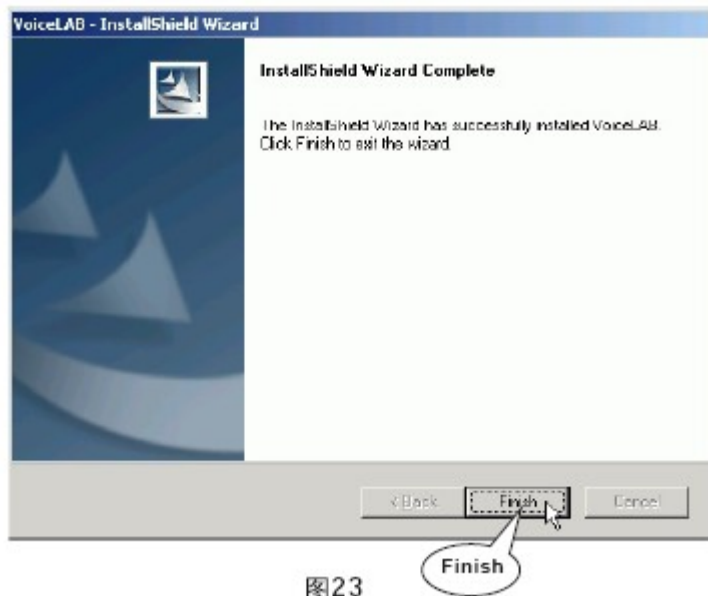 VoiceLAB - InstallShield Wizard
InstallShield Wizard Complete
The InstallShield Wizard has successfully installed VoiceLAB.
Click Finish to exit the wizard.
< Back Finish Cancel
Finish
图23